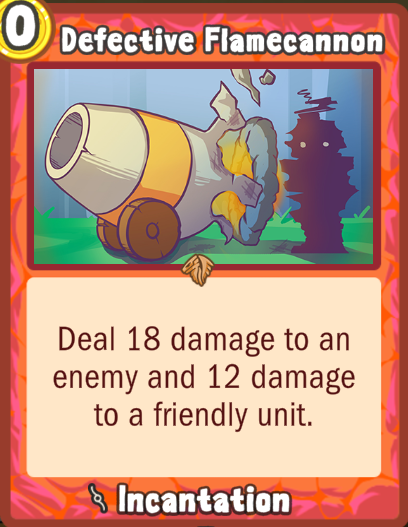 0
Defective Flamecannon
Deal 18 damage to an
enemy and 12 damage
to a friendly unit.
Incantation